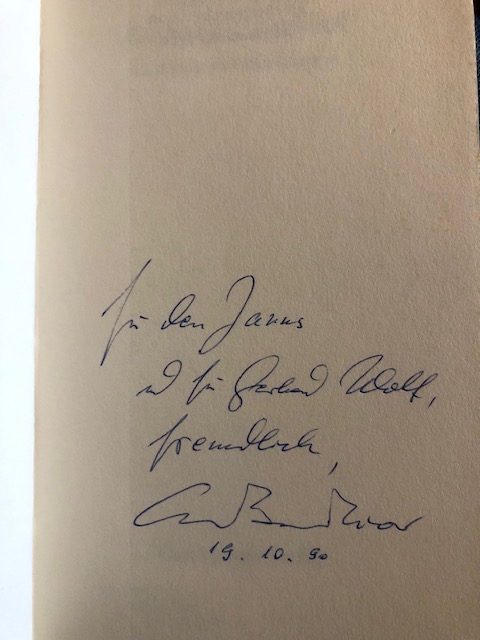 für den Janus
und für Gerhard Wolf,
freundlich,
19.10.90